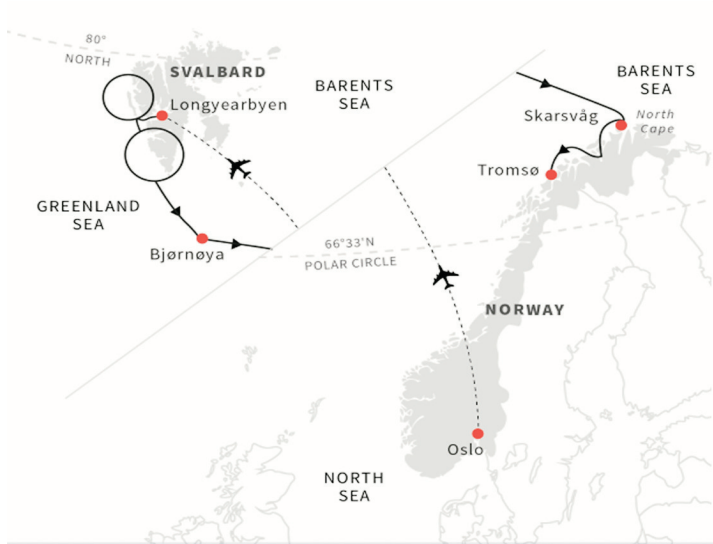 80°
NORTH
SVALBARD
Longyearbyen
BARENTS
SEA
BARENTS
SEA
Skarsvåg
North
Cape
Tromsø
GREENLAND
SEA
Bjørnøya
66°33'N
POLAR CIRCLE
NORWAY
Oslo
NORTH
SEA